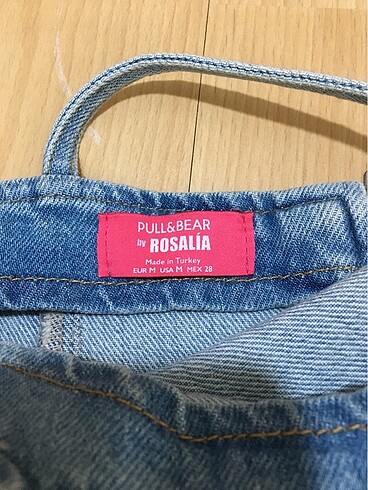 PULL&BEAR
by ROSALÍA
Made in Turkey
EUR M USA M MEX 28